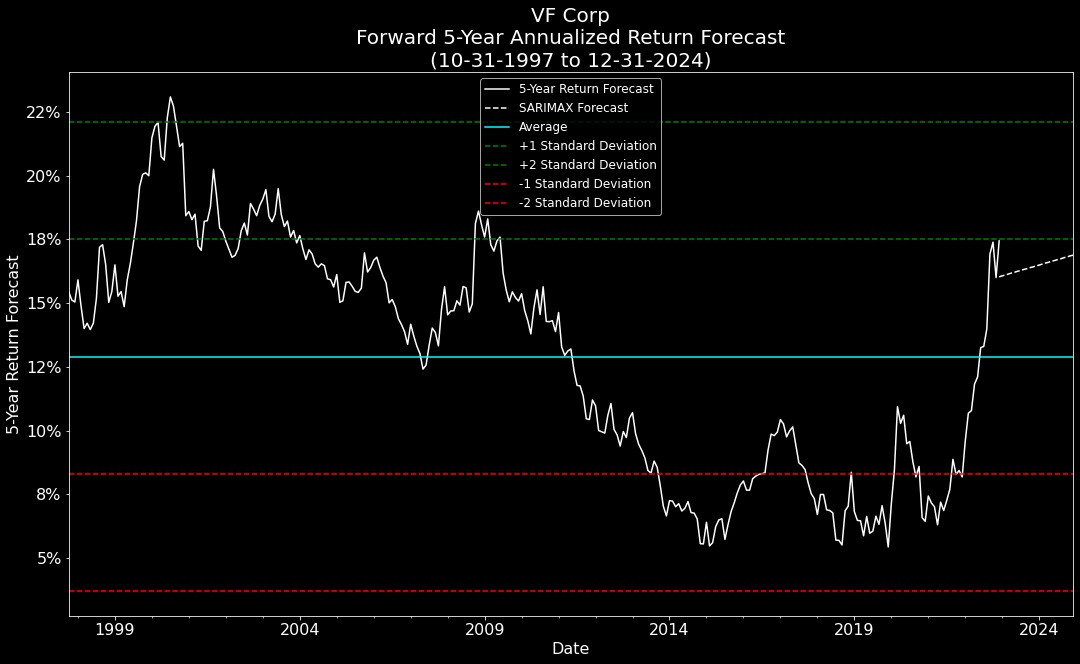 VF Corp
Forward 5-Year Annualized Return Forecast
(10-31-1997 to 12-31-2024)
5-Year Return Forecast
SARIMAX Forecast
Average
+1 Standard Deviation
+2 Standard Deviation
-1 Standard Deviation
-2 Standard Deviation
5-Year Return Forecast
22%
20%
18%
15%
12%
10%
8%
5%
1999 2004 2009 2014 2019 2024
Date